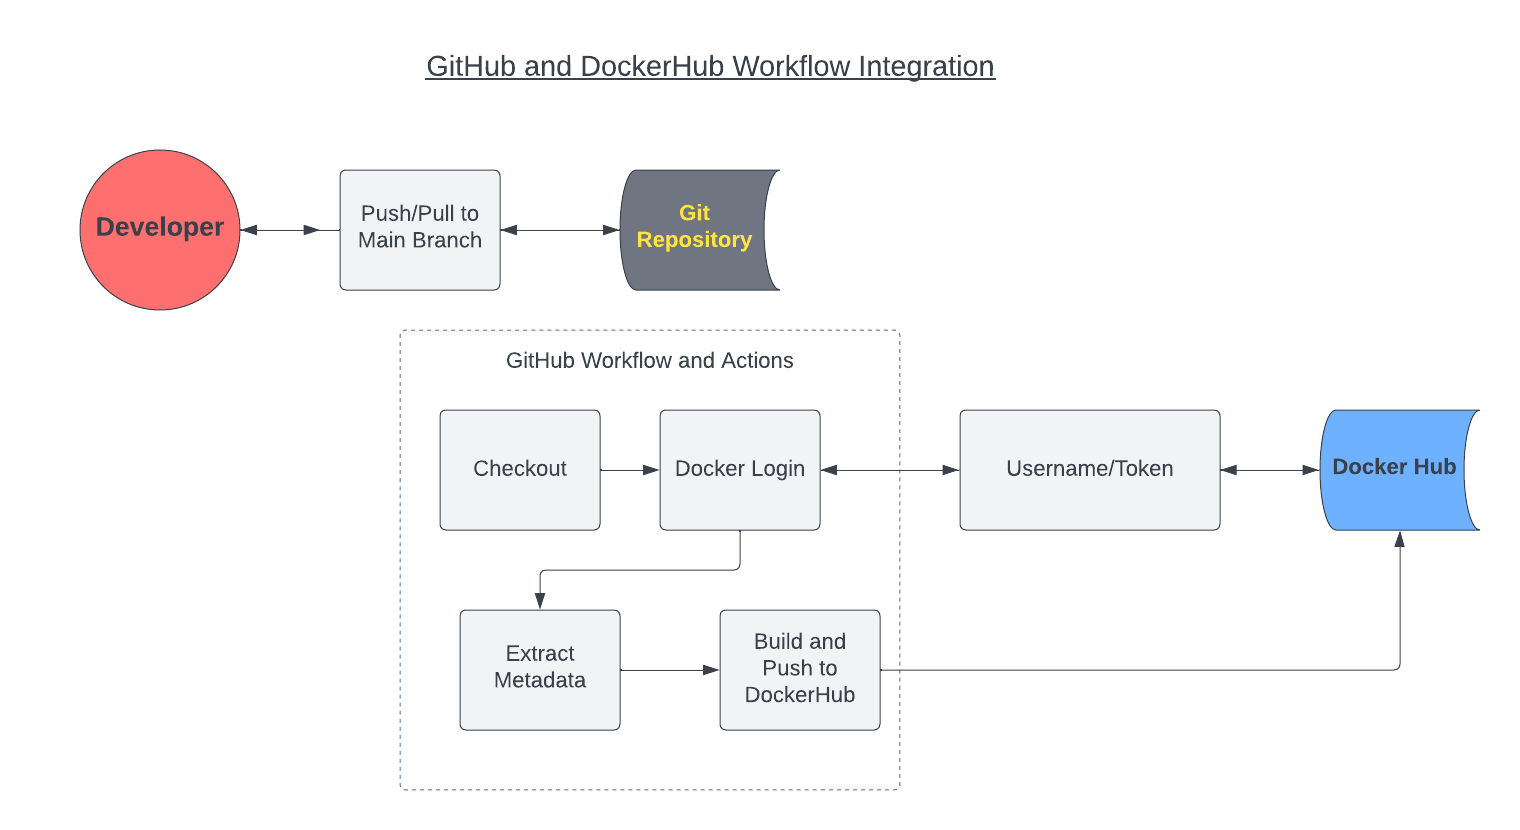 GitHub and DockerHub Workflow Integration
Developer
Push/Pull to
Main Branch
Git
Repository
GitHub Workflow and Actions
Checkout
Docker Login
Username/Token
Docker Hub
Extract
Metadata
Build and
Push to
DockerHub